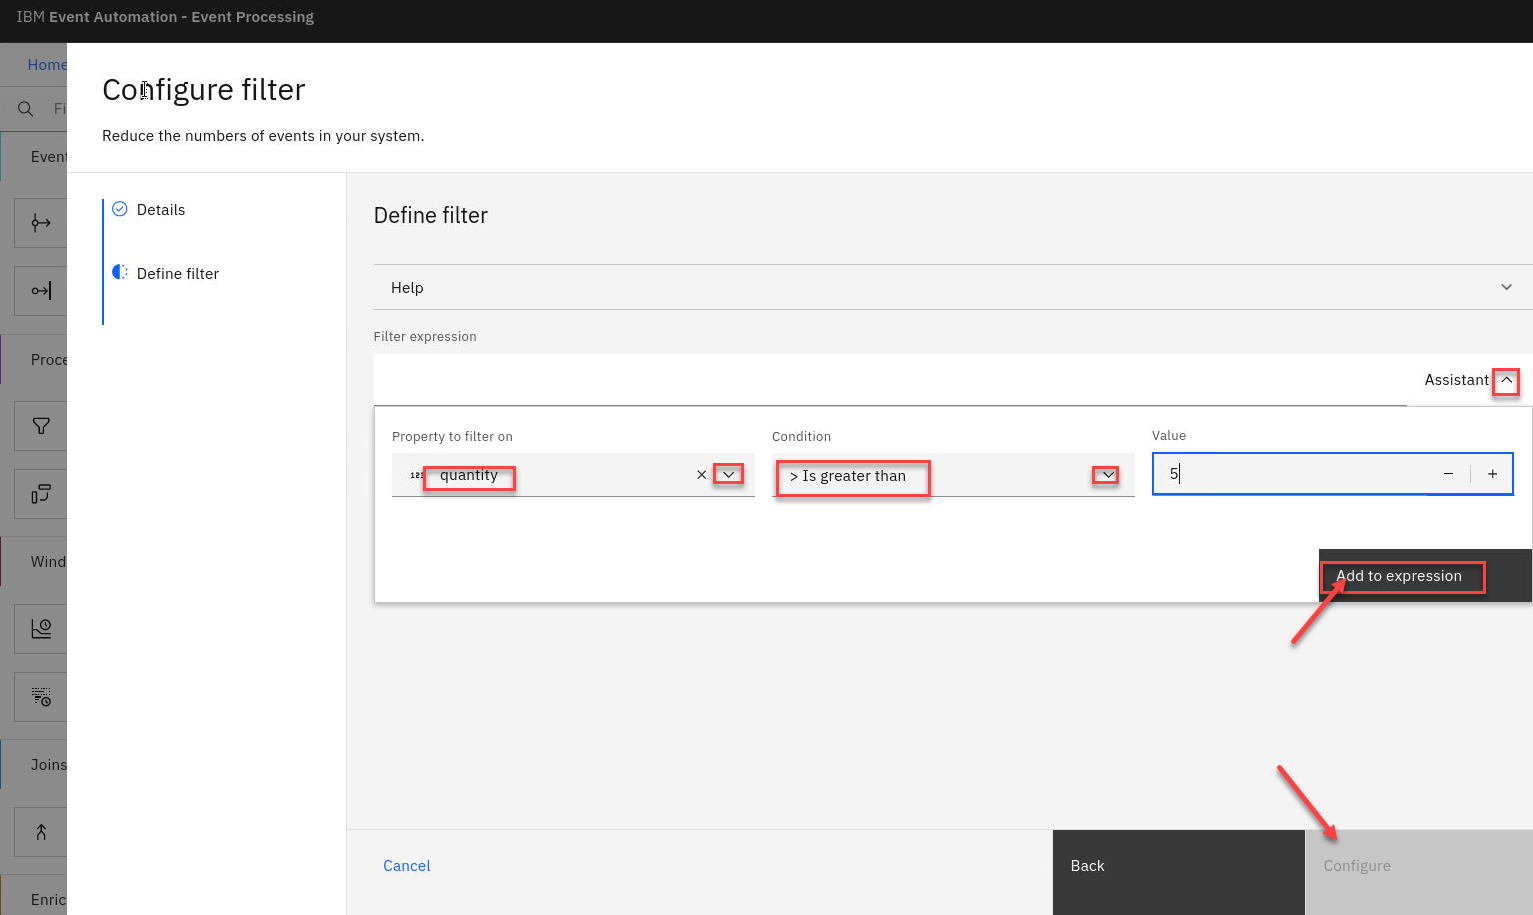 IBM Event Automation - Event Processing
Home
Fi
Configure filter
Reduce the numbers of events in your system.
Event
Proce
Wind
Joins
Enric
Details
Define filter
Define filter
Help
Filter expression
Assistant
Property to filter on
Condition
Value
quantity
> Is greater than
5
Add to expression
Cancel
Back
Configure